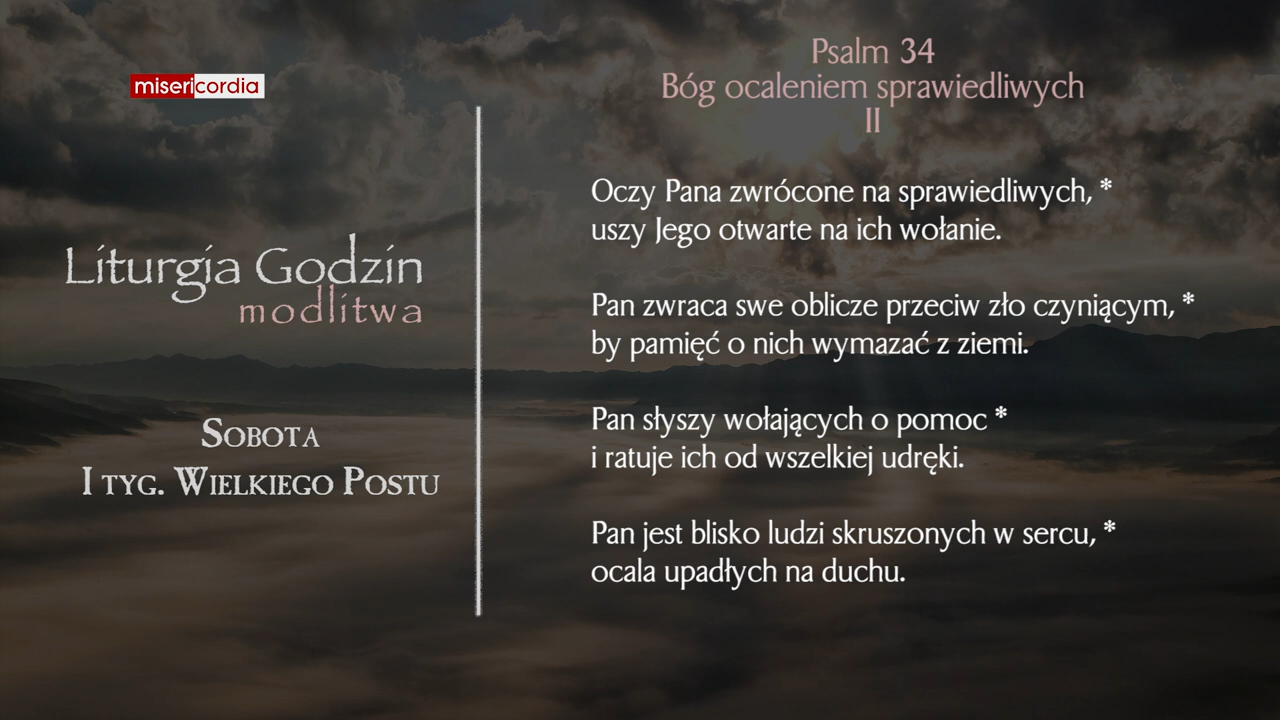 misericordia
Liturgia Godzin
modlitwa
Sobota
I tyg. Wielkiego Postu
Psalm 34
Bóg ocaleniem sprawiedliwych
II
Oczy Pana zwrócone na sprawiedliwych, *
uszy Jego otwarte na ich wołanie.
Pan zwraca swe oblicze przeciw zło czyniącym, *
by pamięć o nich wymazać z ziemi.
Pan słyszy wołających o pomoc *
i ratuje ich od wszelkiej udręki.
Pan jest blisko ludzi skruszonych w sercu, *
ocala upadłych na duchu.